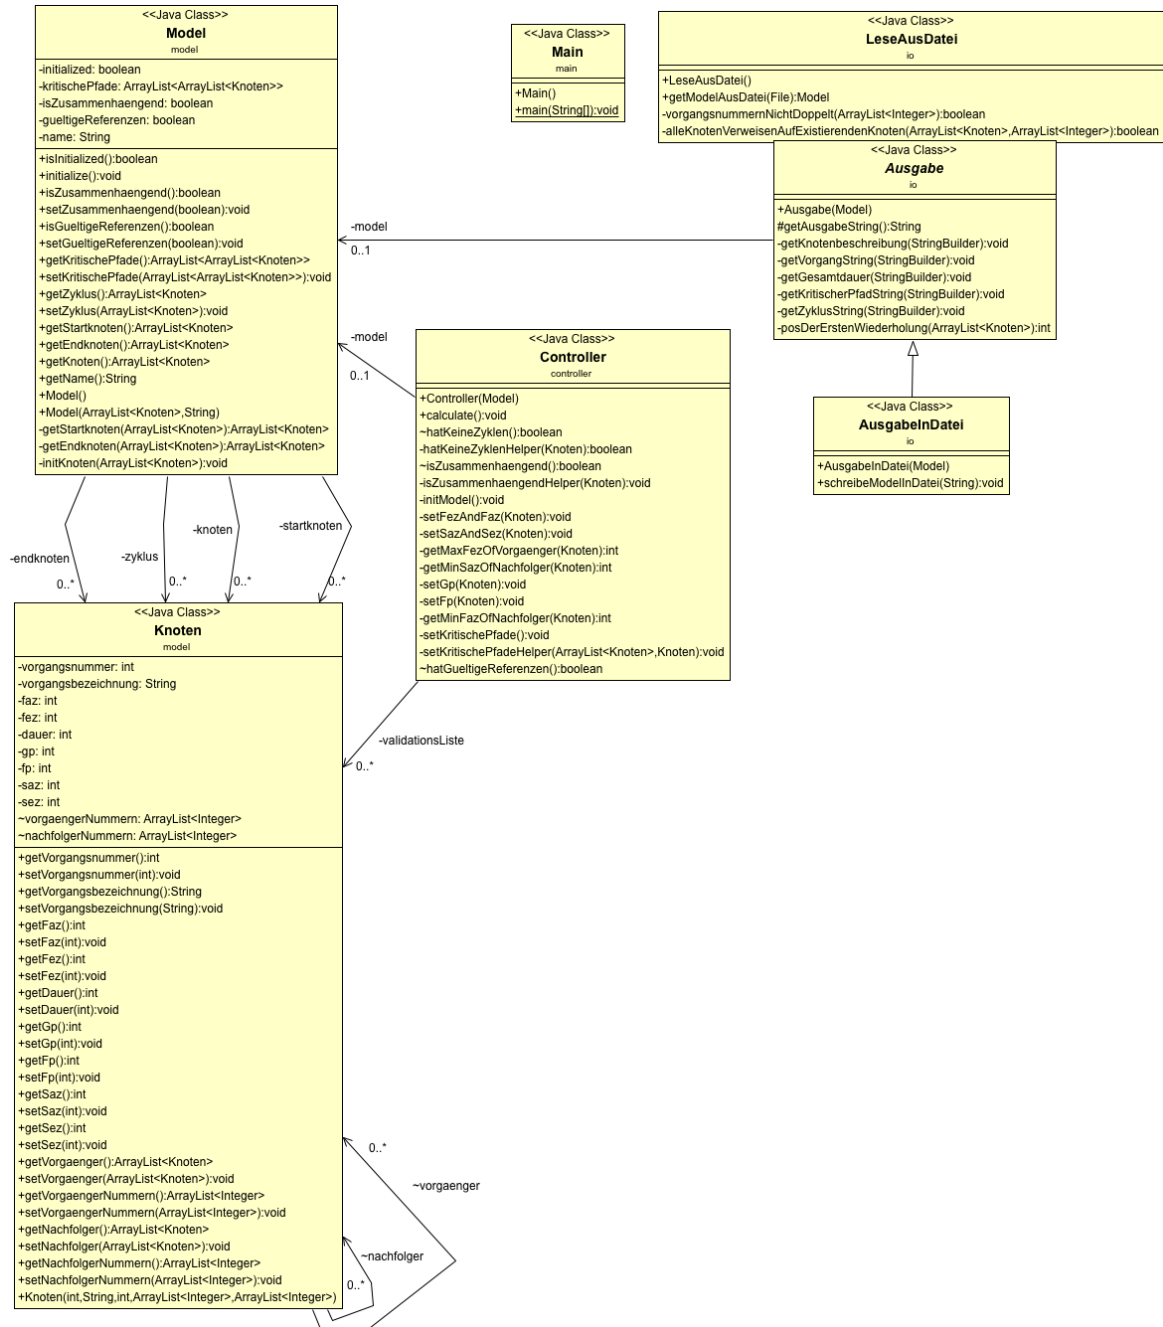 <<Java Class>>
Model
model
-initialized: boolean
-kritischePfade: ArrayList<ArrayList<Knoten>>
-isZusammenhaengend: boolean
-gueltigeReferenzen: boolean
-name: String
+isInitialized():boolean
+initialize():void
+isZusammenhaengend():boolean
+setZusammenhaengend(boolean):void
+isGueltigeReferenzen():boolean
+setGueltigeReferenzen(boolean):void
+getKritischePfade():ArrayList<ArrayList<Knoten>>
+setKritischePfade(ArrayList<ArrayList<Knoten>>):void
+getZyklus():ArrayList<Knoten>
+setZyklus(ArrayList<Knoten>):void
+getStartknoten():ArrayList<Knoten>
+getEndknoten():ArrayList<Knoten>
+getKnoten():ArrayList<Knoten>
+getName():String
+Model()
+Model(ArrayList<Knoten>,String)
-getStartknoten(ArrayList<Knoten>):ArrayList<Knoten>
-getEndknoten(ArrayList<Knoten>):ArrayList<Knoten>
-initKnoten(ArrayList<Knoten>):void
<<Java Class>>
Main
main
+Main()
+main(String[]):void
<<Java Class>>
LeseAusDatei
io
+LeseAusDatei()
+getModelAusDatei(File):Model
-vorgangsnummernNichtDoppelt(ArrayList<Integer>):boolean
-alleKnotenVerweisenAufExistierendenKnoten(ArrayList<Knoten>,ArrayList<Integer>):boolean
<<Java Class>>
Ausgabe
io
+Ausgabe(Model)
#getAusgabeString():String
-getKnotenbeschreibung(StringBuilder):void
-getVorgangString(StringBuilder):void
-getGesamtdauer(StringBuilder):void
-getKritischerPfadString(StringBuilder):void
-getZyklusString(StringBuilder):void
-posDerErstenWiederholung(ArrayList<Knoten>):int
-model
0..1
-model
0..1
<<Java Class>>
Controller
controller
+Controller(Model)
+calculate():void
~hatKeineZyklen():boolean
-hatKeineZyklenHelper(Knoten):boolean
~isZusammenhaengend():boolean
-isZusammenhaengendHelper(Knoten):void
-initModel():void
-setFezAndFaz(Knoten):void
-setSazAndSez(Knoten):void
-getMaxFezOfVorgaenger(Knoten):int
-getMinSazOfNachfolger(Knoten):int
-setGp(Knoten):void
-setFp(Knoten):void
-getMinFazOfNachfolger(Knoten):int
-setKritischePfade():void
-setKritischePfadeHelper(ArrayList<Knoten>,Knoten):void
~hatGueltigeReferenzen():boolean
<<Java Class>>
AusgabeInDatei
io
+AusgabeInDatei(Model)
+schreibeModelInDatei(String):void
-endknoten
0..*
-zyklus
0..*
-knoten
0..*
-startknoten
0..*
-validationsListe
0..*
<<Java Class>>
Knoten
model
-vorgangsnummer: int
-vorgangsbezeichnung: String
-faz: int
-fez: int
-dauer: int
-gp: int
-fp: int
-saz: int
-sez: int
~vorgaengerNummern: ArrayList<Integer>
~nachfolgerNummern: ArrayList<Integer>
+getVorgangsnummer():int
+setVorgangsnummer(int):void
+getVorgangsbezeichnung():String
+setVorgangsbezeichnung(String):void
+getFaz():int
+setFaz(int):void
+getFez():int
+setFez(int):void
+getDauer():int
+setDauer(int):void
+getGp():int
+setGp(int):void
+getFp():int
+setFp(int):void
+getSaz():int
+setSaz(int):void
+getSez():int
+setSez(int):void
+getVorgaenger():ArrayList<Knoten>
+setVorgaenger(ArrayList<Knoten>):void
+getVorgaengerNummern():ArrayList<Integer>
+setVorgaengerNummern(ArrayList<Integer>):void
+getNachfolger():ArrayList<Knoten>
+setNachfolger(ArrayList<Knoten>):void
+getNachfolgerNummern():ArrayList<Integer>
+setNachfolgerNummern(ArrayList<Integer>):void
+Knoten(int,String,int,ArrayList<Integer>,ArrayList<Integer>)
0..*
~vorgaenger
~nachfolger
0..*